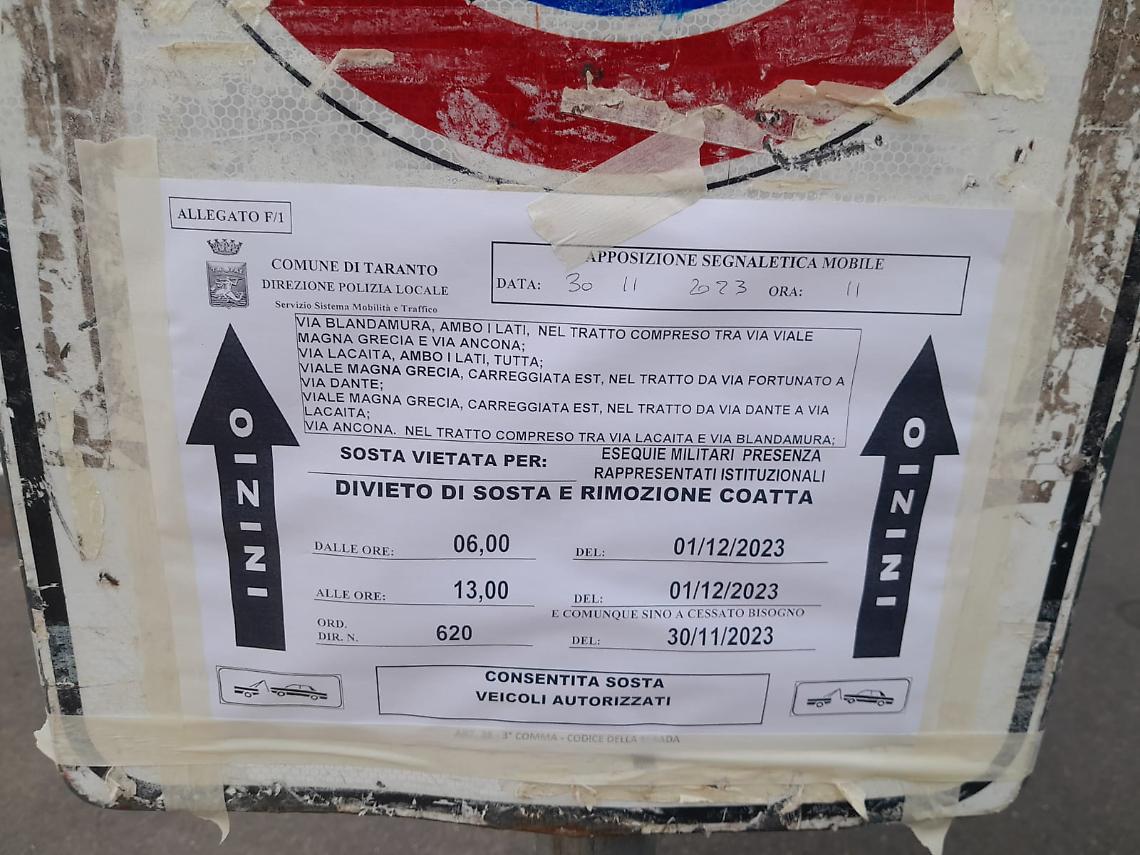 ALLEGATO F/1
COMUNE DI TARANTO
DIREZIONE POLIZIA LOCALE
Servizio Sistema Mobilità e Traffico
APPOSIZIONE SEGNALETICA MOBILE
DATA: 30 11 2023 ORA: 11
VIA BLANDAMURA, AMBO I LATI, NEL TRATTO COMPRESO TRA VIA VIALE
MAGNA GRECIA E VIA ANCONA;
VIA LACAITA, AMBO I LATI, TUTTA;
VIALE MAGNA GRECIA, CARREGGIATA EST, NEL TRATTO DA VIA FORTUNATO A
VIA DANTE;
VIALE MAGNA GRECIA, CARREGGIATA EST, NEL TRATTO DA VIA DANTE A VIA
LACAITA;
VIA ANCONA. NEL TRATTO COMPRESO TRA VIA LACAITA E VIA BLANDAMURA;
INIZIO
INIZIO
SOSTA VIETATA PER: ESEQUIE MILITARI PRESENZA
RAPPRESENTATI ISTITUZIONALI
DIVIETO DI SOSTA E RIMOZIONE COATTA
DALLE ORE: 06,00 DEL: 01/12/2023
ALLE ORE: 13,00 DEL: 01/12/2023
E COMUNQUE SINO A CESSATO BISOGNO
ORD.
DIR. N. 620 DEL: 30/11/2023
CONSENTITA SOSTA
VEICOLI AUTORIZZATI
3° COMMA - CODICE DELLA STRADA